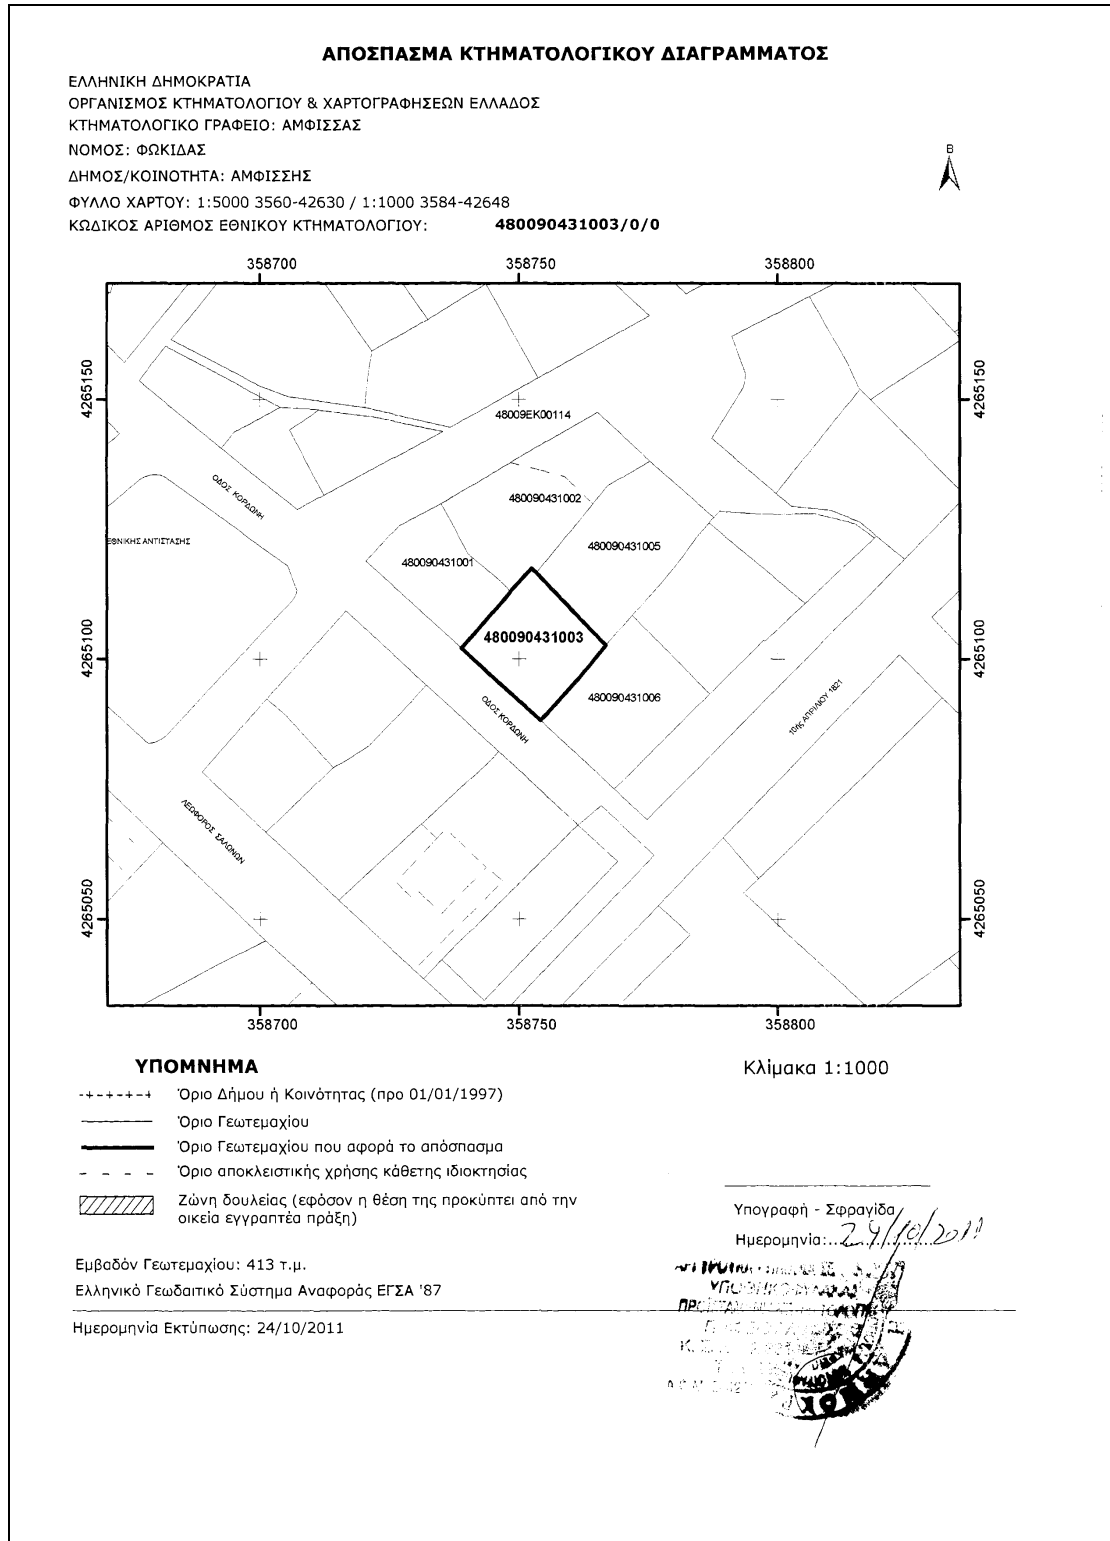 ΑΠΟΣΠΑΣΜΑ ΚΤΗΜΑΤΟΛΟΓΙΚΟΥ ΔΙΑΓΡΑΜΜΑΤΟΣ
ΕΛΛΗΝΙΚΗ ΔΗΜΟΚΡΑΤΙΑ
ΟΡΓΑΝΙΣΜΟΣ ΚΤΗΜΑΤΟΛΟΓΙΟΥ & ΧΑΡΤΟΓΡΑΦΗΣΕΩΝ ΕΛΛΑΔΟΣ
ΚΤΗΜΑΤΟΛΟΓΙΚΟ ΓΡΑΦΕΙΟ: ΑΜΦΙΣΣΑΣ
ΝΟΜΟΣ: ΦΩΚΙΔΑΣ
Β
ΔΗΜΟΣ/ΚΟΙΝΟΤΗΤΑ: ΑΜΦΙΣΣΗΣ
ΦΥΛΛΟ ΧΑΡΤΟΥ: 1:5000 3560-42630 / 1:1000 3584-42648
ΚΩΔΙΚΟΣ ΑΡΙΘΜΟΣ ΕΘΝΙΚΟΥ ΚΤΗΜΑΤΟΛΟΓΙΟΥ: 480090431003/0/0
358700 358750 358800
4265150 4265150
48009ΕΚ00114
ΟΔΟΣ ΚΟΡΔΩΝΗ
480090431002
ΕΘΝΙΚΗΣ ΑΝΤΙΣΤΑΣΗΣ
480090431005
480090431001
480090431003
4265100 4265100
480090431006
ΟΔΟΣ ΚΟΡΔΩΝΗ
10ης ΑΠΡΙΛΙΟΥ 1821
ΛΕΩΦΟΡΟΣ ΣΑΛΩΝΩΝ
4265050 4265050
358700 358750 358800
ΥΠΟΜΝΗΜΑ
Κλίμακα 1:1000
Όριο Δήμου ή Κοινότητας (προ 01/01/1997)
Όριο Γεωτεμαχίου
Όριο Γεωτεμαχίου που αφορά το απόσπασμα
Όριο αποκλειστικής χρήσης κάθετης ιδιοκτησίας
Ζώνη δουλείας (εφόσον η θέση της προκύπτει από την
οικεία εγγραπτέα πράξη)
Υπογραφή - Σφραγίδα
Ημερομηνία:...24/10/2011
Εμβαδόν Γεωτεμαχίου: 413 τ.μ.
Ελληνικό Γεωδαιτικό Σύστημα Αναφοράς ΕΓΣΑ '87
Ημερομηνία Εκτύπωσης: 24/10/2011